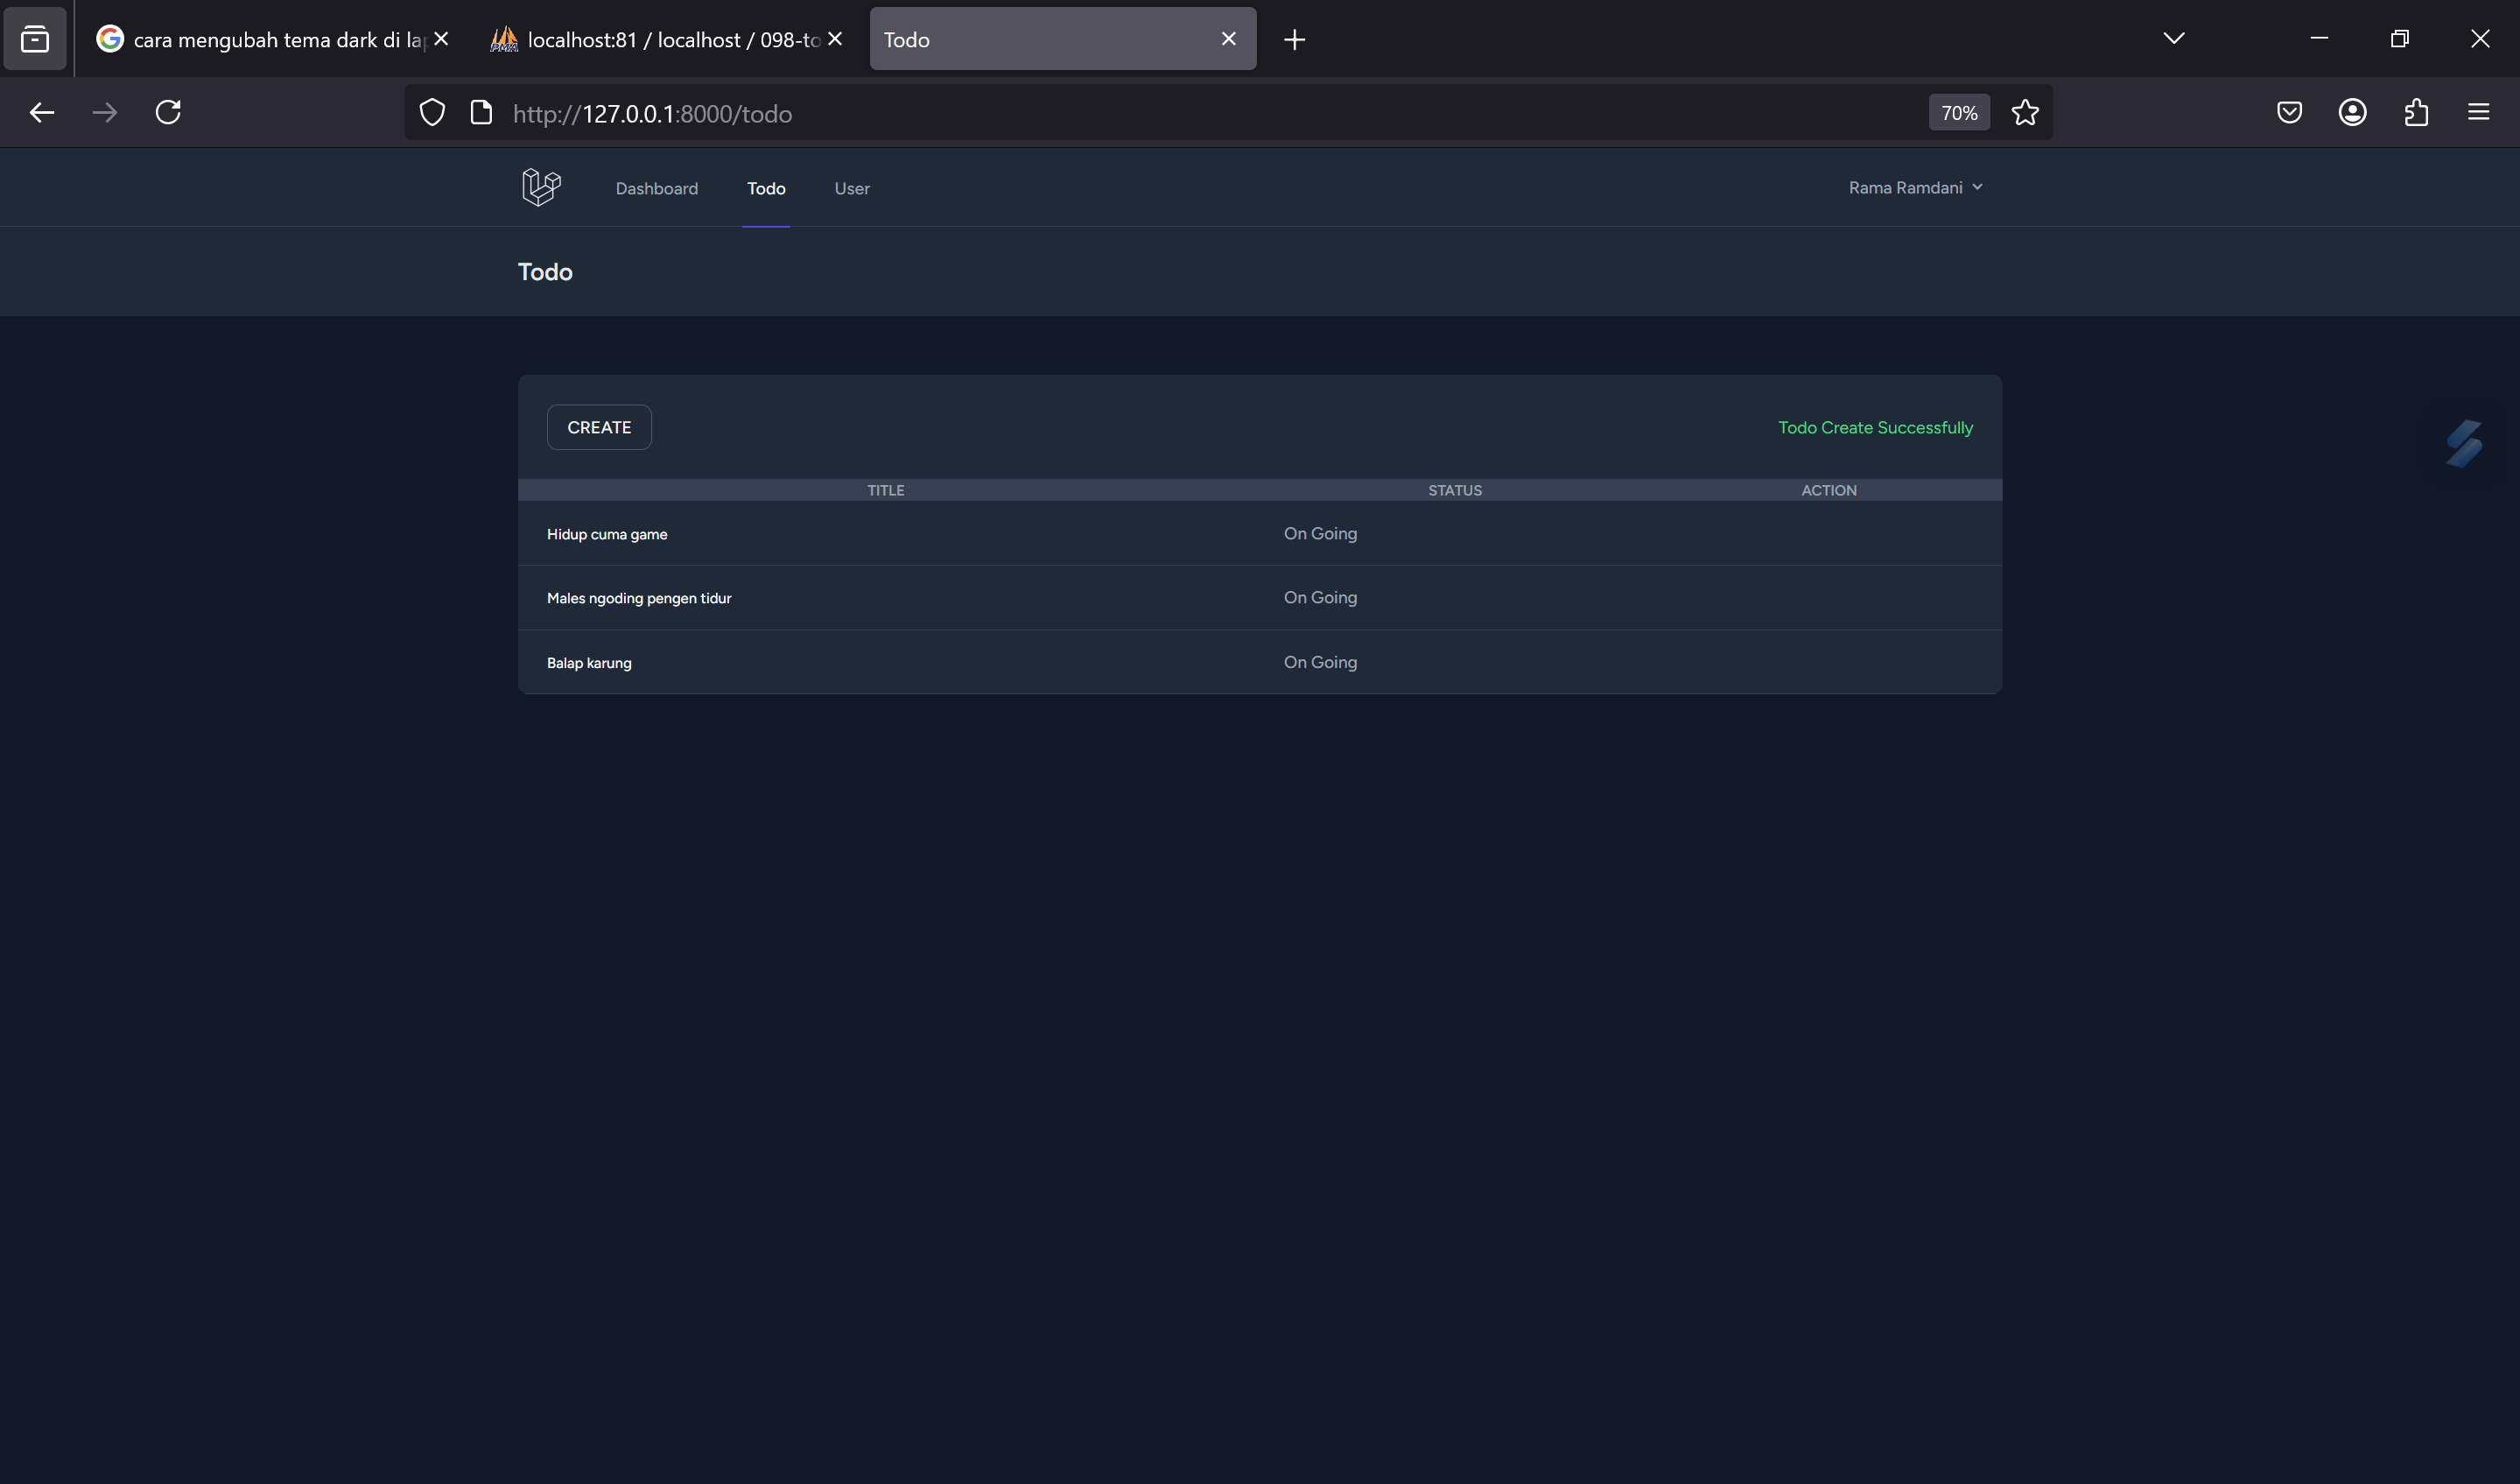 cara mengubah tema dark di la
localhost:81 / localhost / 098-to
Todo
http://127.0.0.1:8000/todo
70%
Dashboard
Todo
User
Rama Ramdani
Todo
CREATE
Todo Create Successfully
TITLE STATUS ACTION
Hidup cuma game On Going
Males ngoding pengen tidur On Going
Balap karung On Going